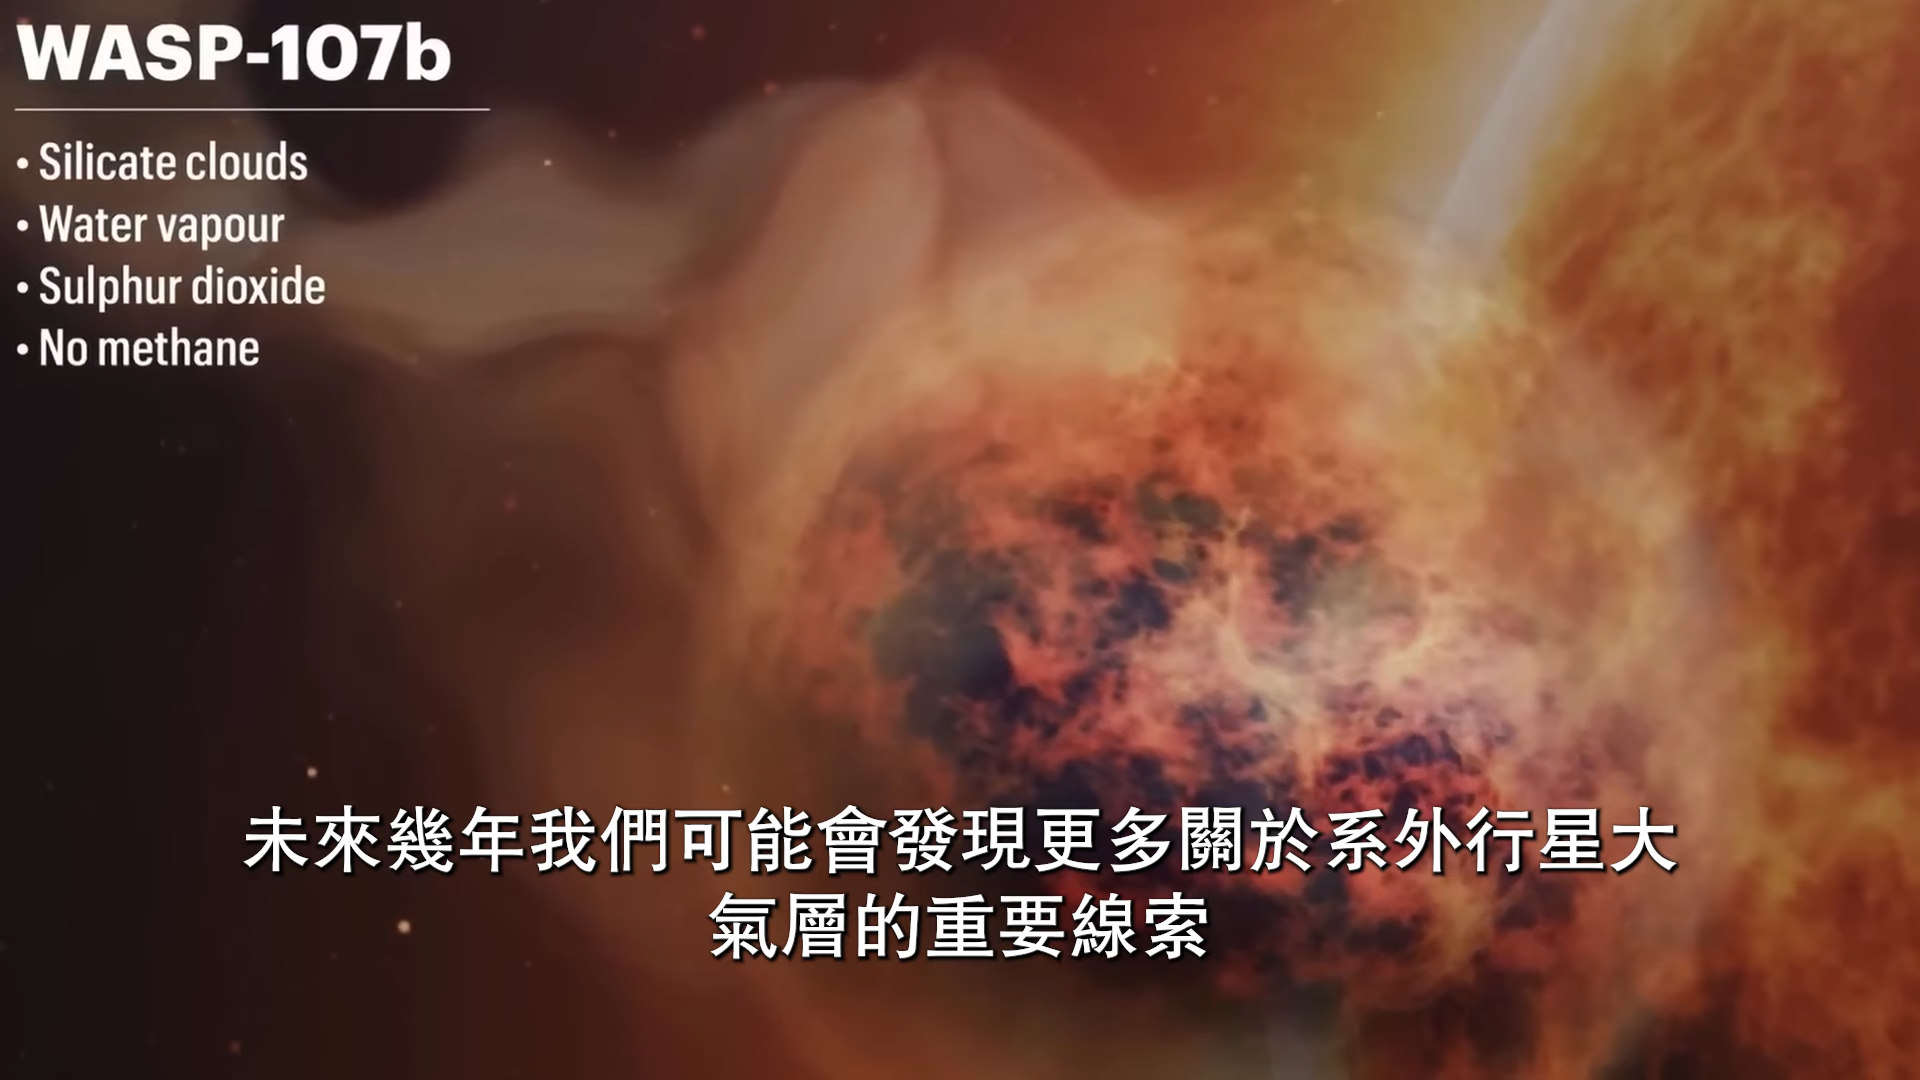 WASP-107b
• Silicate clouds
• Water vapour
• Sulphur dioxide
• No methane
未來幾年我們可能會發現更多關於系外行星大
氣層的重要線索